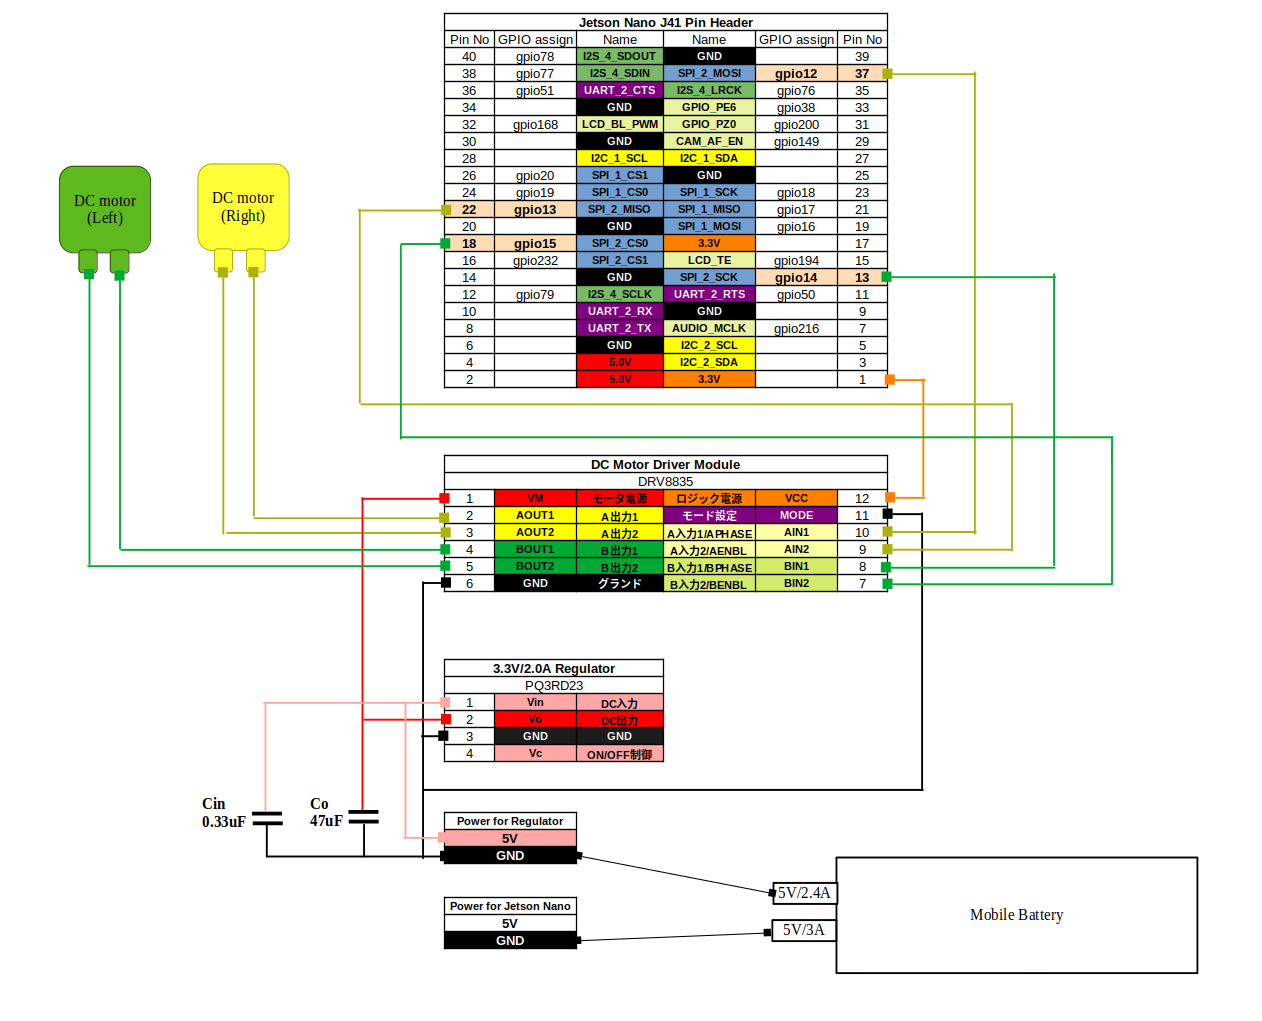 Jetson Nano J41 Pin Header
Pin No GPIO assign Name Name GPIO assign Pin No
40 gpio78 I2S_4_SDOUT GND 39
38 gpio77 I2S_4_SDIN SPI_2_MOSI gpio12 37
36 gpio51 UART_2_CTS I2S_4_LRCK gpio76 35
34 GND GPIO_PE6 gpio38 33
32 gpio168 LCD_BL_PWM GPIO_PZ0 gpio200 31
30 GND CAM_AF_EN gpio149 29
28 I2C_1_SCL I2C_1_SDA 27
26 gpio20 SPI_1_CS1 GND 25
24 gpio19 SPI_1_CS0 SPI_1_SCK gpio18 23
22 gpio13 SPI_2_MISO SPI_1_MISO gpio17 21
20 GND SPI_1_MOSI gpio16 19
18 gpio15 SPI_2_CS0 3.3V 17
16 gpio232 SPI_2_CS1 LCD_TE gpio194 15
14 GND SPI_2_SCK gpio14 13
12 gpio79 I2S_4_SCLK UART_2_RTS gpio50 11
10 UART_2_RX GND 9
8 UART_2_TX AUDIO_MCLK gpio216 7
6 GND I2C_2_SCL 5
4 5.0V I2C_2_SDA 3
2 5.0V 3.3V 1
DC motor
(Left)
DC motor
(Right)
DC Motor Driver Module
DRV8835
1 VM モータ電源 ロジック電源 VCC 12
2 AOUT1 A出力1 モード設定 MODE 11
3 AOUT2 A出力2 A入力1/APHASE AIN1 10
4 BOUT1 B出力1 A入力2/AENBL AIN2 9
5 BOUT2 B出力2 B入力1/BPHASE BIN1 8
6 GND グランド B入力2/BENBL BIN2 7
3.3V/2.0A Regulator
PQ3RD23
1 Vin DC入力
2 Vo DC出力
3 GND GND
4 Vc ON/OFF制御
Cin
0.33uF
Co
47uF
Power for Regulator
5V
GND
Power for Jetson Nano
5V
GND
5V/2.4A
5V/3A
Mobile Battery